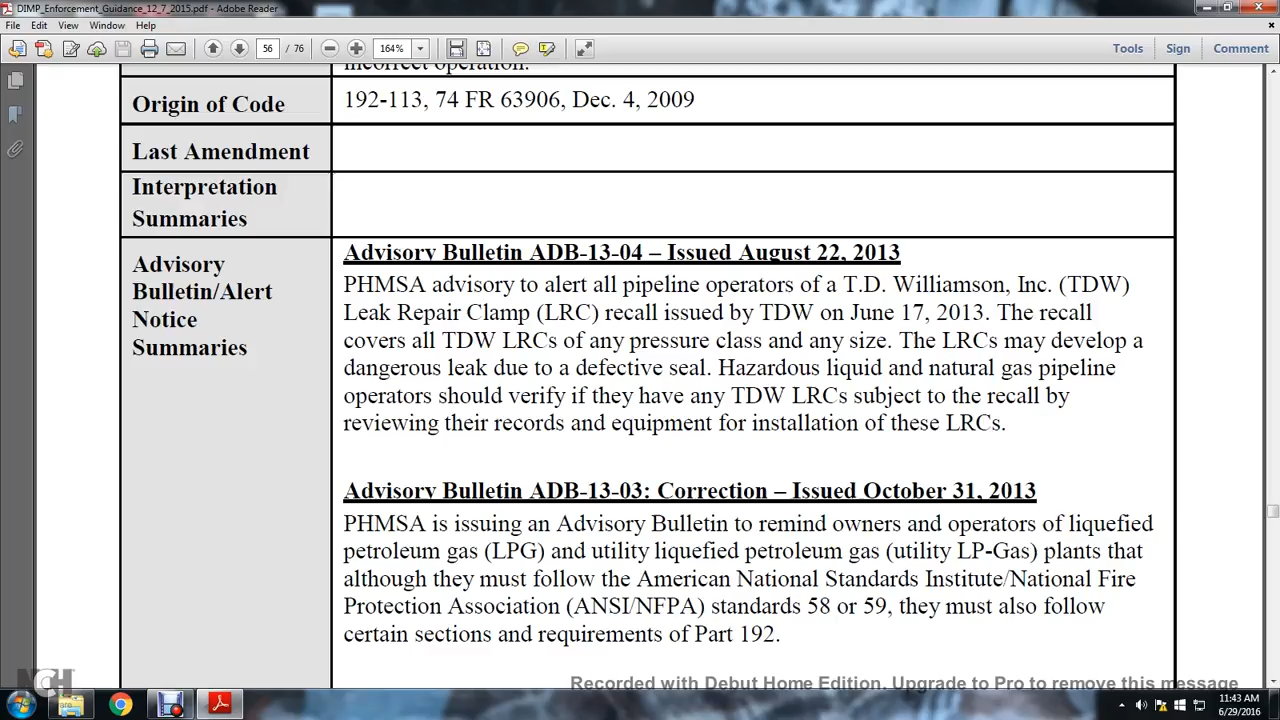 DIMP_Enforcement_Guidance_12_7_2015.pdf - Adobe Reader
File Edit View Window Help
56 / 76 164% Tools Sign Comment
incorrect operation.
Origin of Code 192-113, 74 FR 63906, Dec. 4, 2009
Last Amendment
Interpretation
Summaries
Advisory
Bulletin/Alert
Notice
Summaries
Advisory Bulletin ADB-13-04 – Issued August 22, 2013
PHMSA advisory to alert all pipeline operators of a T.D. Williamson, Inc. (TDW)
Leak Repair Clamp (LRC) recall issued by TDW on June 17, 2013. The recall
covers all TDW LRCs of any pressure class and any size. The LRCs may develop a
dangerous leak due to a defective seal. Hazardous liquid and natural gas pipeline
operators should verify if they have any TDW LRCs subject to the recall by
reviewing their records and equipment for installation of these LRCs.
Advisory Bulletin ADB-13-03: Correction – Issued October 31, 2013
PHMSA is issuing an Advisory Bulletin to remind owners and operators of liquefied
petroleum gas (LPG) and utility liquefied petroleum gas (utility LP-Gas) plants that
although they must follow the American National Standards Institute/National Fire
Protection Association (ANSI/NFPA) standards 58 or 59, they must also follow
certain sections and requirements of Part 192.
NCH
Recorded with Debut Home Edition. Upgrade to Pro to remove this message
11:43 AM
6/29/2016